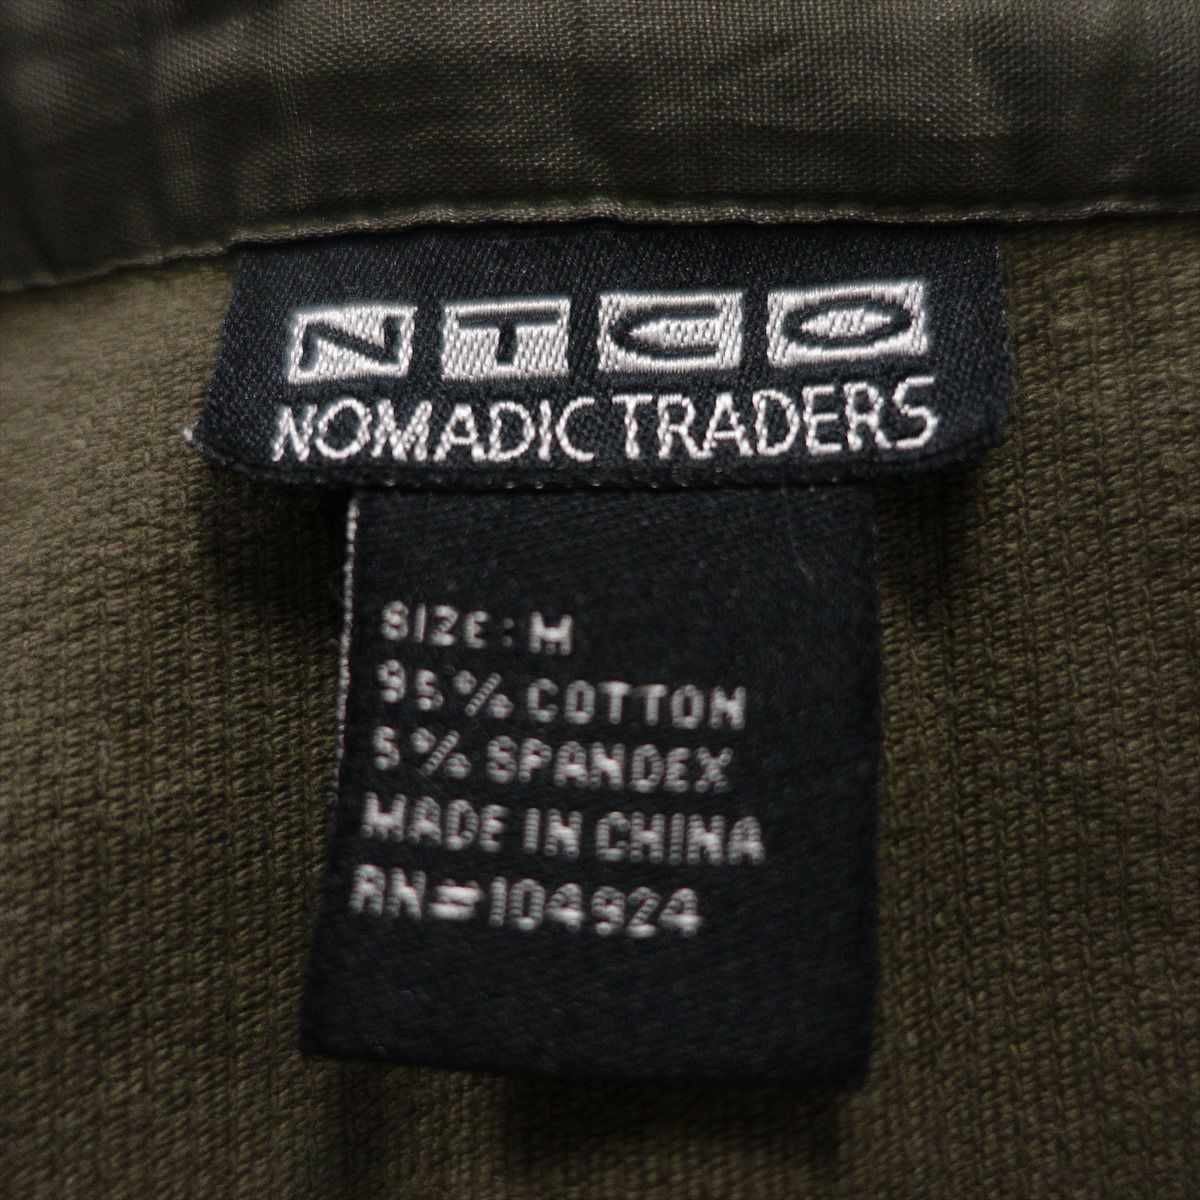 NTCO
NOMADIC TRADERS
SIZE: M
95% COTTON
5% SPANDEX
MADE IN CHINA
RN#104924